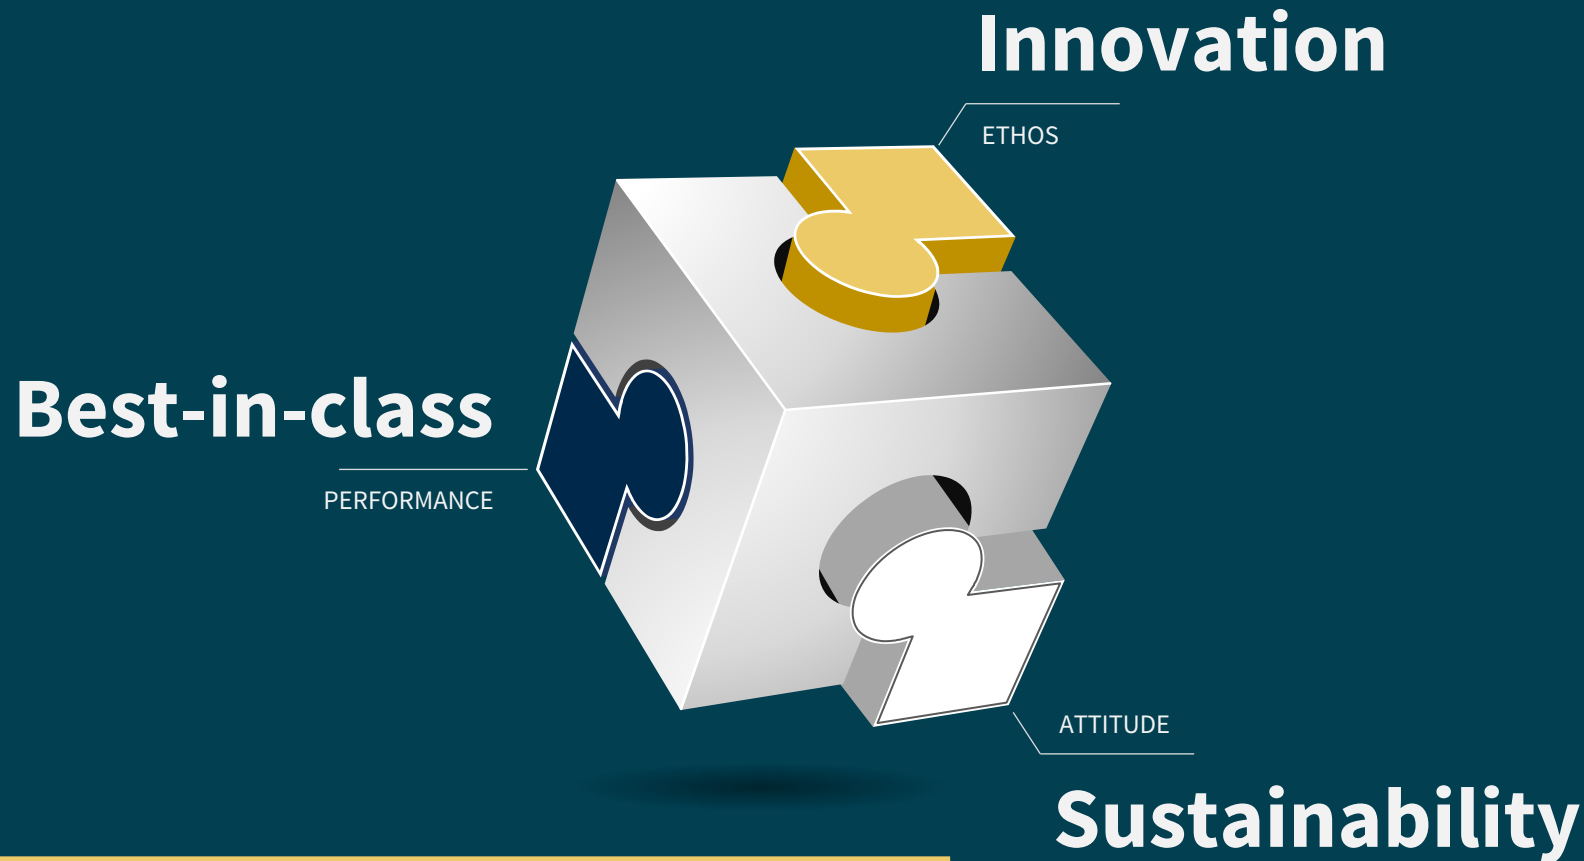 Innovation
ETHOS
Best-in-class
PERFORMANCE
ATTITUDE
Sustainability